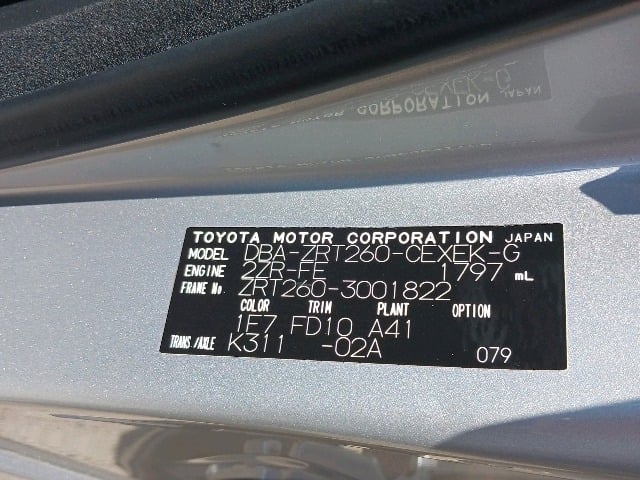 TOYOTA MOTOR CORPORATION JAPAN
MODEL DBA-ZRT260-CEXEK-G
ENGINE 2ZR-FE 1797 mL
FRAME No. ZRT260-3001822
COLOR TRIM PLANT OPTION
1E7 FD10 A41
TRANS/AXLE K311 -02A 079